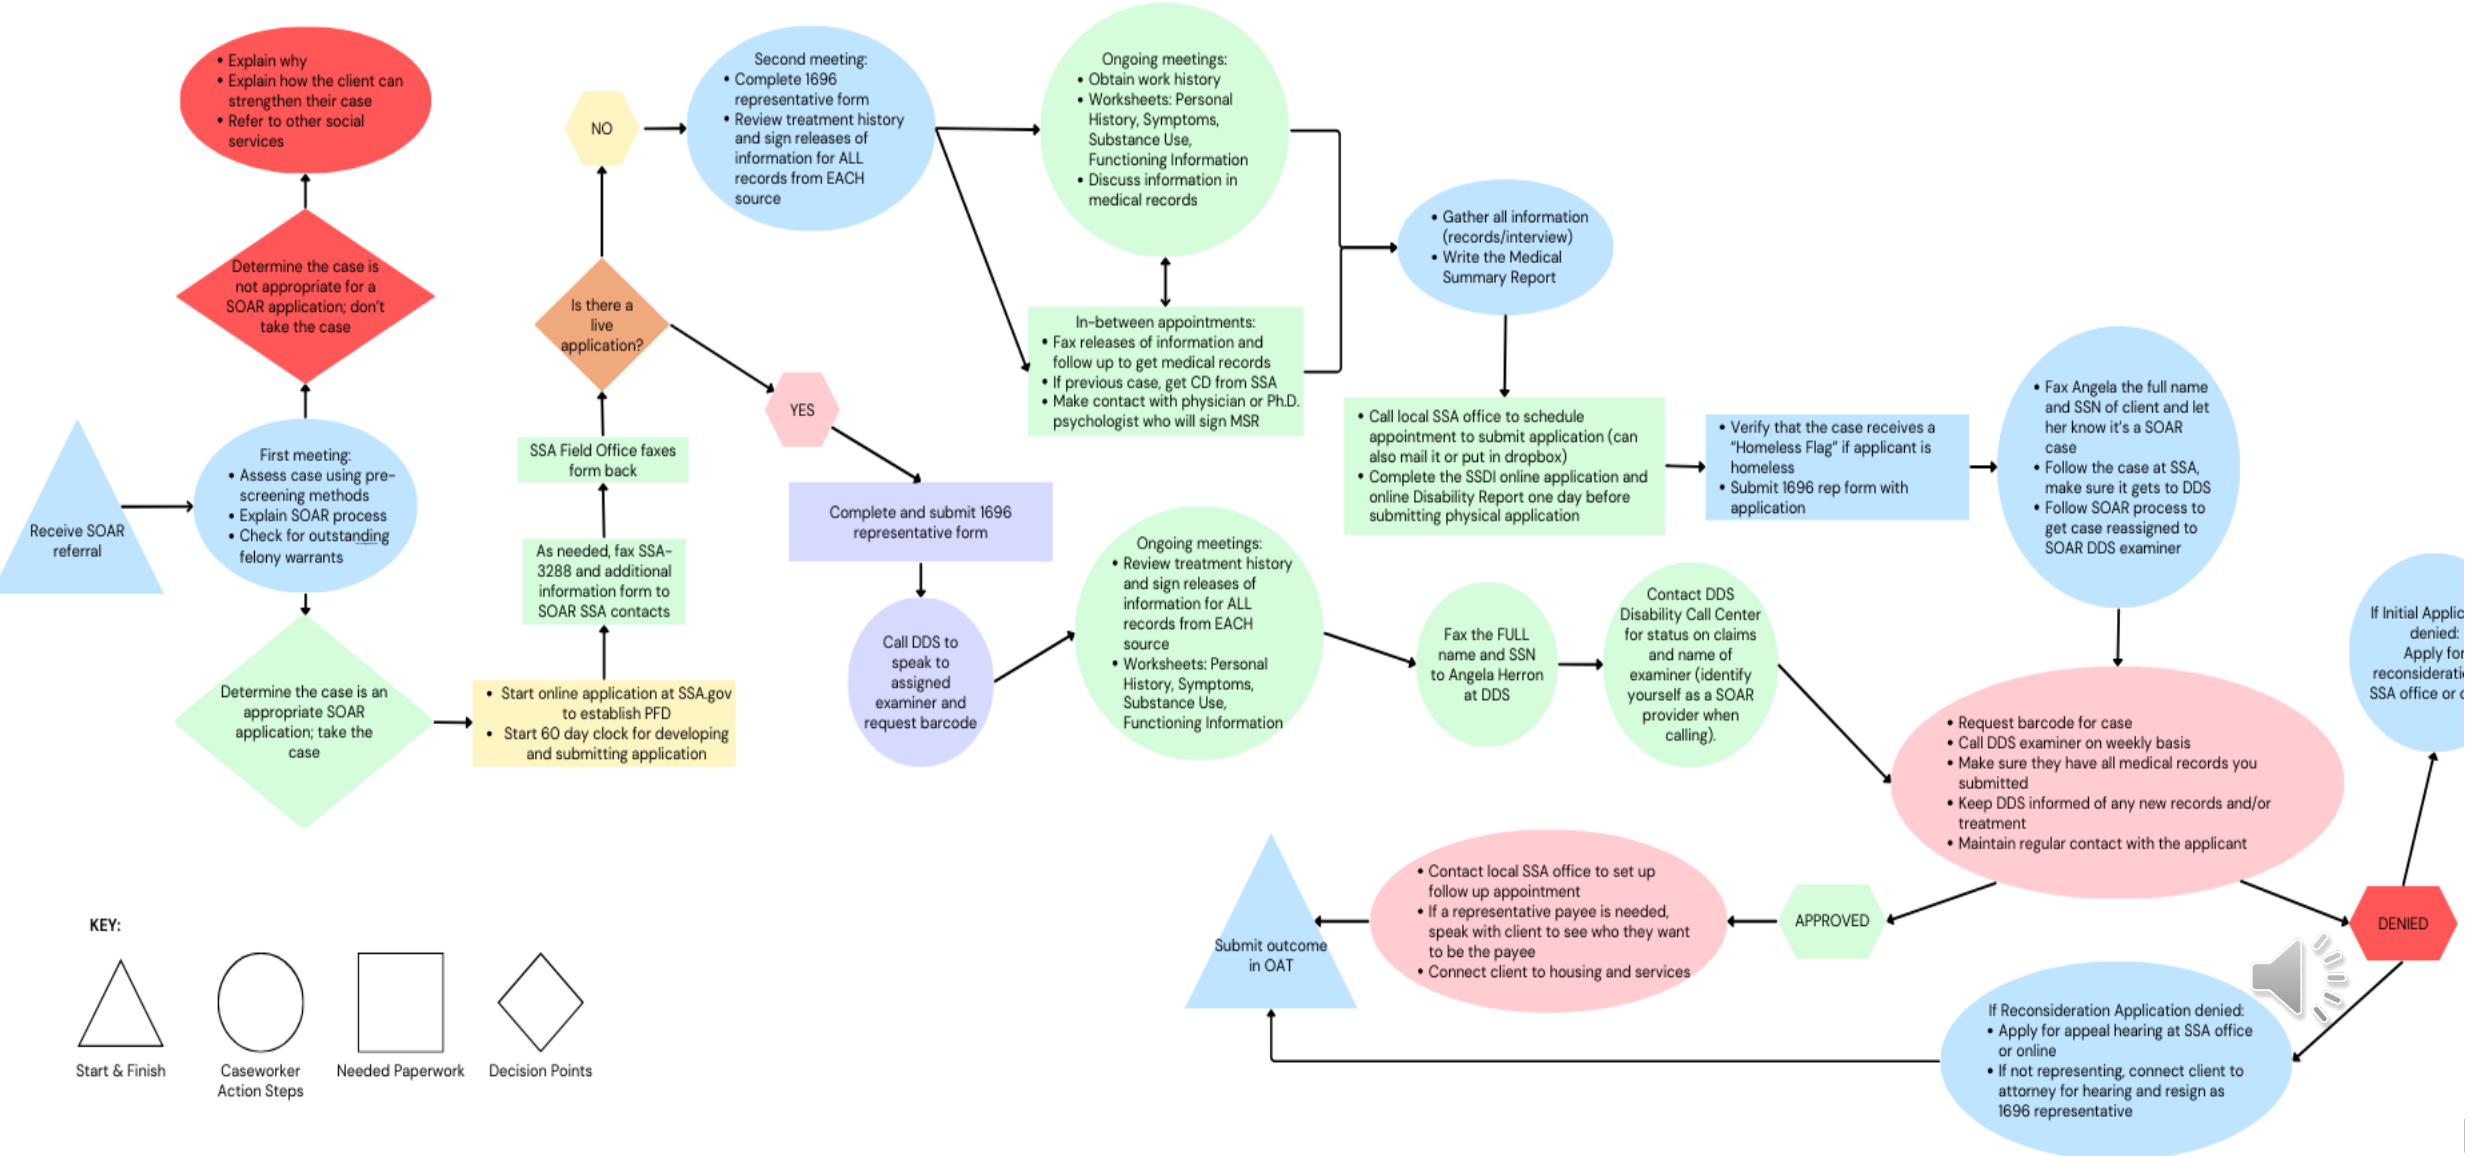 • Explain why
• Explain how the client can
strengthen their case
• Refer to other social
services
Determine the case is
not appropriate for a
SOAR application; don't
take the case
First meeting:
• Assess case using pre-
screening methods
• Explain SOAR process
• Check for outstanding
felony warrants
Receive SOAR
referral
Determine the case is an
appropriate SOAR
application; take the
case
• Start online application at SSA.gov
to establish PFD
• Start 60 day clock for developing
and submitting application
As needed, fax SSA-
3288 and additional
information form to
SOAR SSA contacts
SSA Field Office faxes
form back
Is there a
live
application?
NO
YES
Second meeting:
• Complete 1696
representative form
• Review treatment history
and sign releases of
information for ALL
records from EACH
source
Ongoing meetings:
• Obtain work history
• Worksheets: Personal
History, Symptoms,
Substance Use,
Functioning Information
• Discuss information in
medical records
In-between appointments:
• Fax releases of information and
follow up to get medical records
• If previous case, get CD from SSA
• Make contact with physician or Ph.D.
psychologist who will sign MSR
• Gather all information
(records/interview)
• Write the Medical
Summary Report
• Call local SSA office to schedule
appointment to submit application (can
also mail it or put in dropbox)
• Complete the SSDI online application and
online Disability Report one day before
submitting physical application
• Verify that the case receives a
"Homeless Flag" if applicant is
homeless
• Submit 1696 rep form with
application
• Fax Angela the full name
and SSN of client and let
her know it's a SOAR
case
• Follow the case at SSA,
make sure it gets to DDS
• Follow SOAR process to
get case reassigned to
SOAR DDS examiner
Complete and submit 1696
representative form
Call DDS to
speak to
assigned
examiner and
request barcode
Ongoing meetings:
• Review treatment history
and sign releases of
information for ALL
records from EACH
source
• Worksheets: Personal
History, Symptoms,
Substance Use,
Functioning Information
Fax the FULL
name and SSN
to Angela Herron
at DDS
Contact DDS
Disability Call Center
for status on claims
and name of
examiner (identify
yourself as a SOAR
provider when
calling).
• Request barcode for case
• Call DDS examiner on weekly basis
• Make sure they have all medical records you
submitted
• Keep DDS informed of any new records and/or
treatment
• Maintain regular contact with the applicant
If Initial
denied:
Apply for
SSA office or
APPROVED
DENIED
• Contact local SSA office to set up
follow up appointment
• If a representative payee is needed,
speak with client to see who they want
to be the payee
• Connect client to housing and services
Submit outcome
in OAT
If Reconsideration Application denied:
• Apply for appeal hearing at SSA office
or online
• If not representing, connect client to
attorney for hearing and resign as
1696 representative
KEY:
Start & Finish
Caseworker
Action Steps
Needed Paperwork
Decision Points